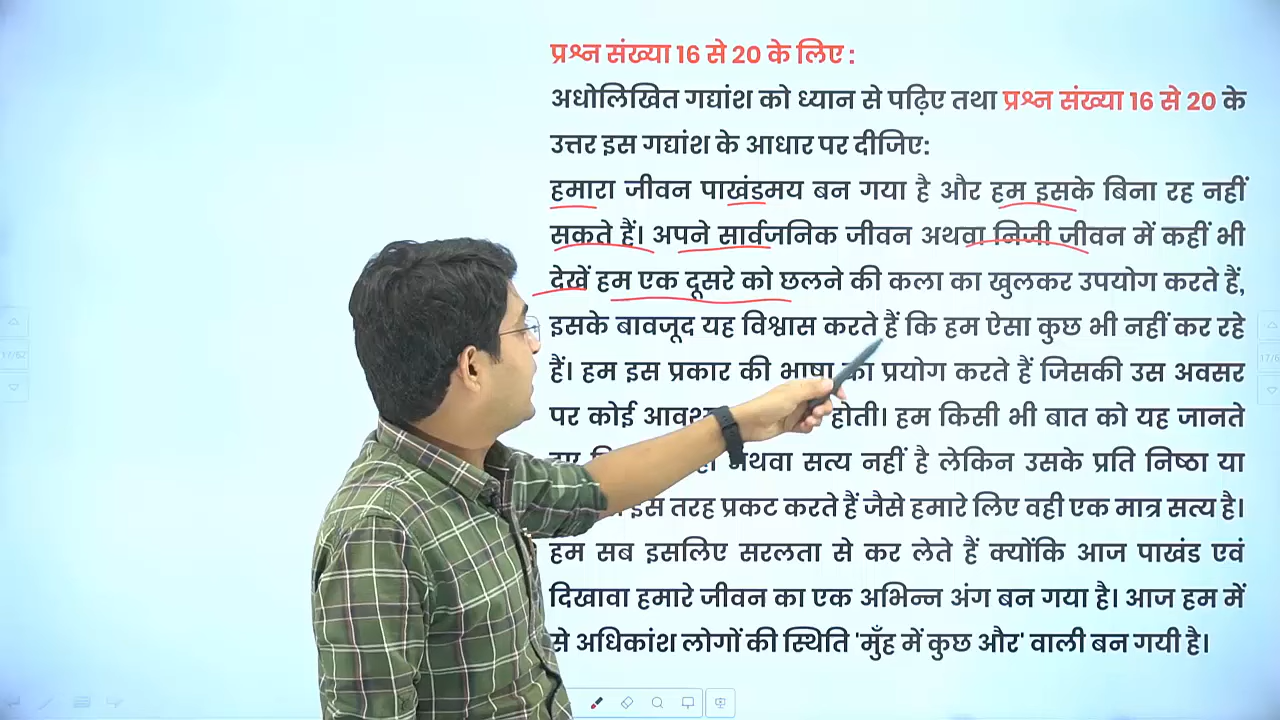 प्रश्न संख्या 16 से 20 के लिए :
अधोलिखित गद्यांश को ध्यान से पढ़िए तथा प्रश्न संख्या 16 से 20 के
उत्तर इस गद्यांश के आधार पर दीजिए:
हमारा जीवन पाखंडमय बन गया है और हम इसके बिना रह नहीं
सकते हैं। अपने सार्वजनिक जीवन अथवा निजी जीवन में कहीं भी
देखें हम एक दूसरे को छलने की कला का खुलकर उपयोग करते हैं,
इसके बावजूद यह विश्वास करते हैं कि हम ऐसा कुछ भी नहीं कर रहे
हैं। हम इस प्रकार की भाषा का प्रयोग करते हैं जिसकी उस अवसर
पर कोई होती। हम किसी भी बात को यह जानते
अथवा सत्य नहीं है लेकिन उसके प्रति निष्ठा या
इस तरह प्रकट करते हैं जैसे हमारे लिए वही एक मात्र सत्य है।
हम सब इसलिए सरलता से कर लेते हैं क्योंकि आज पाखंड एवं
दिखावा हमारे जीवन का एक अभिन्न अंग बन गया है। आज हम में
से अधिकांश लोगों की स्थिति 'मुँह में कुछ और' वाली बन गयी है।